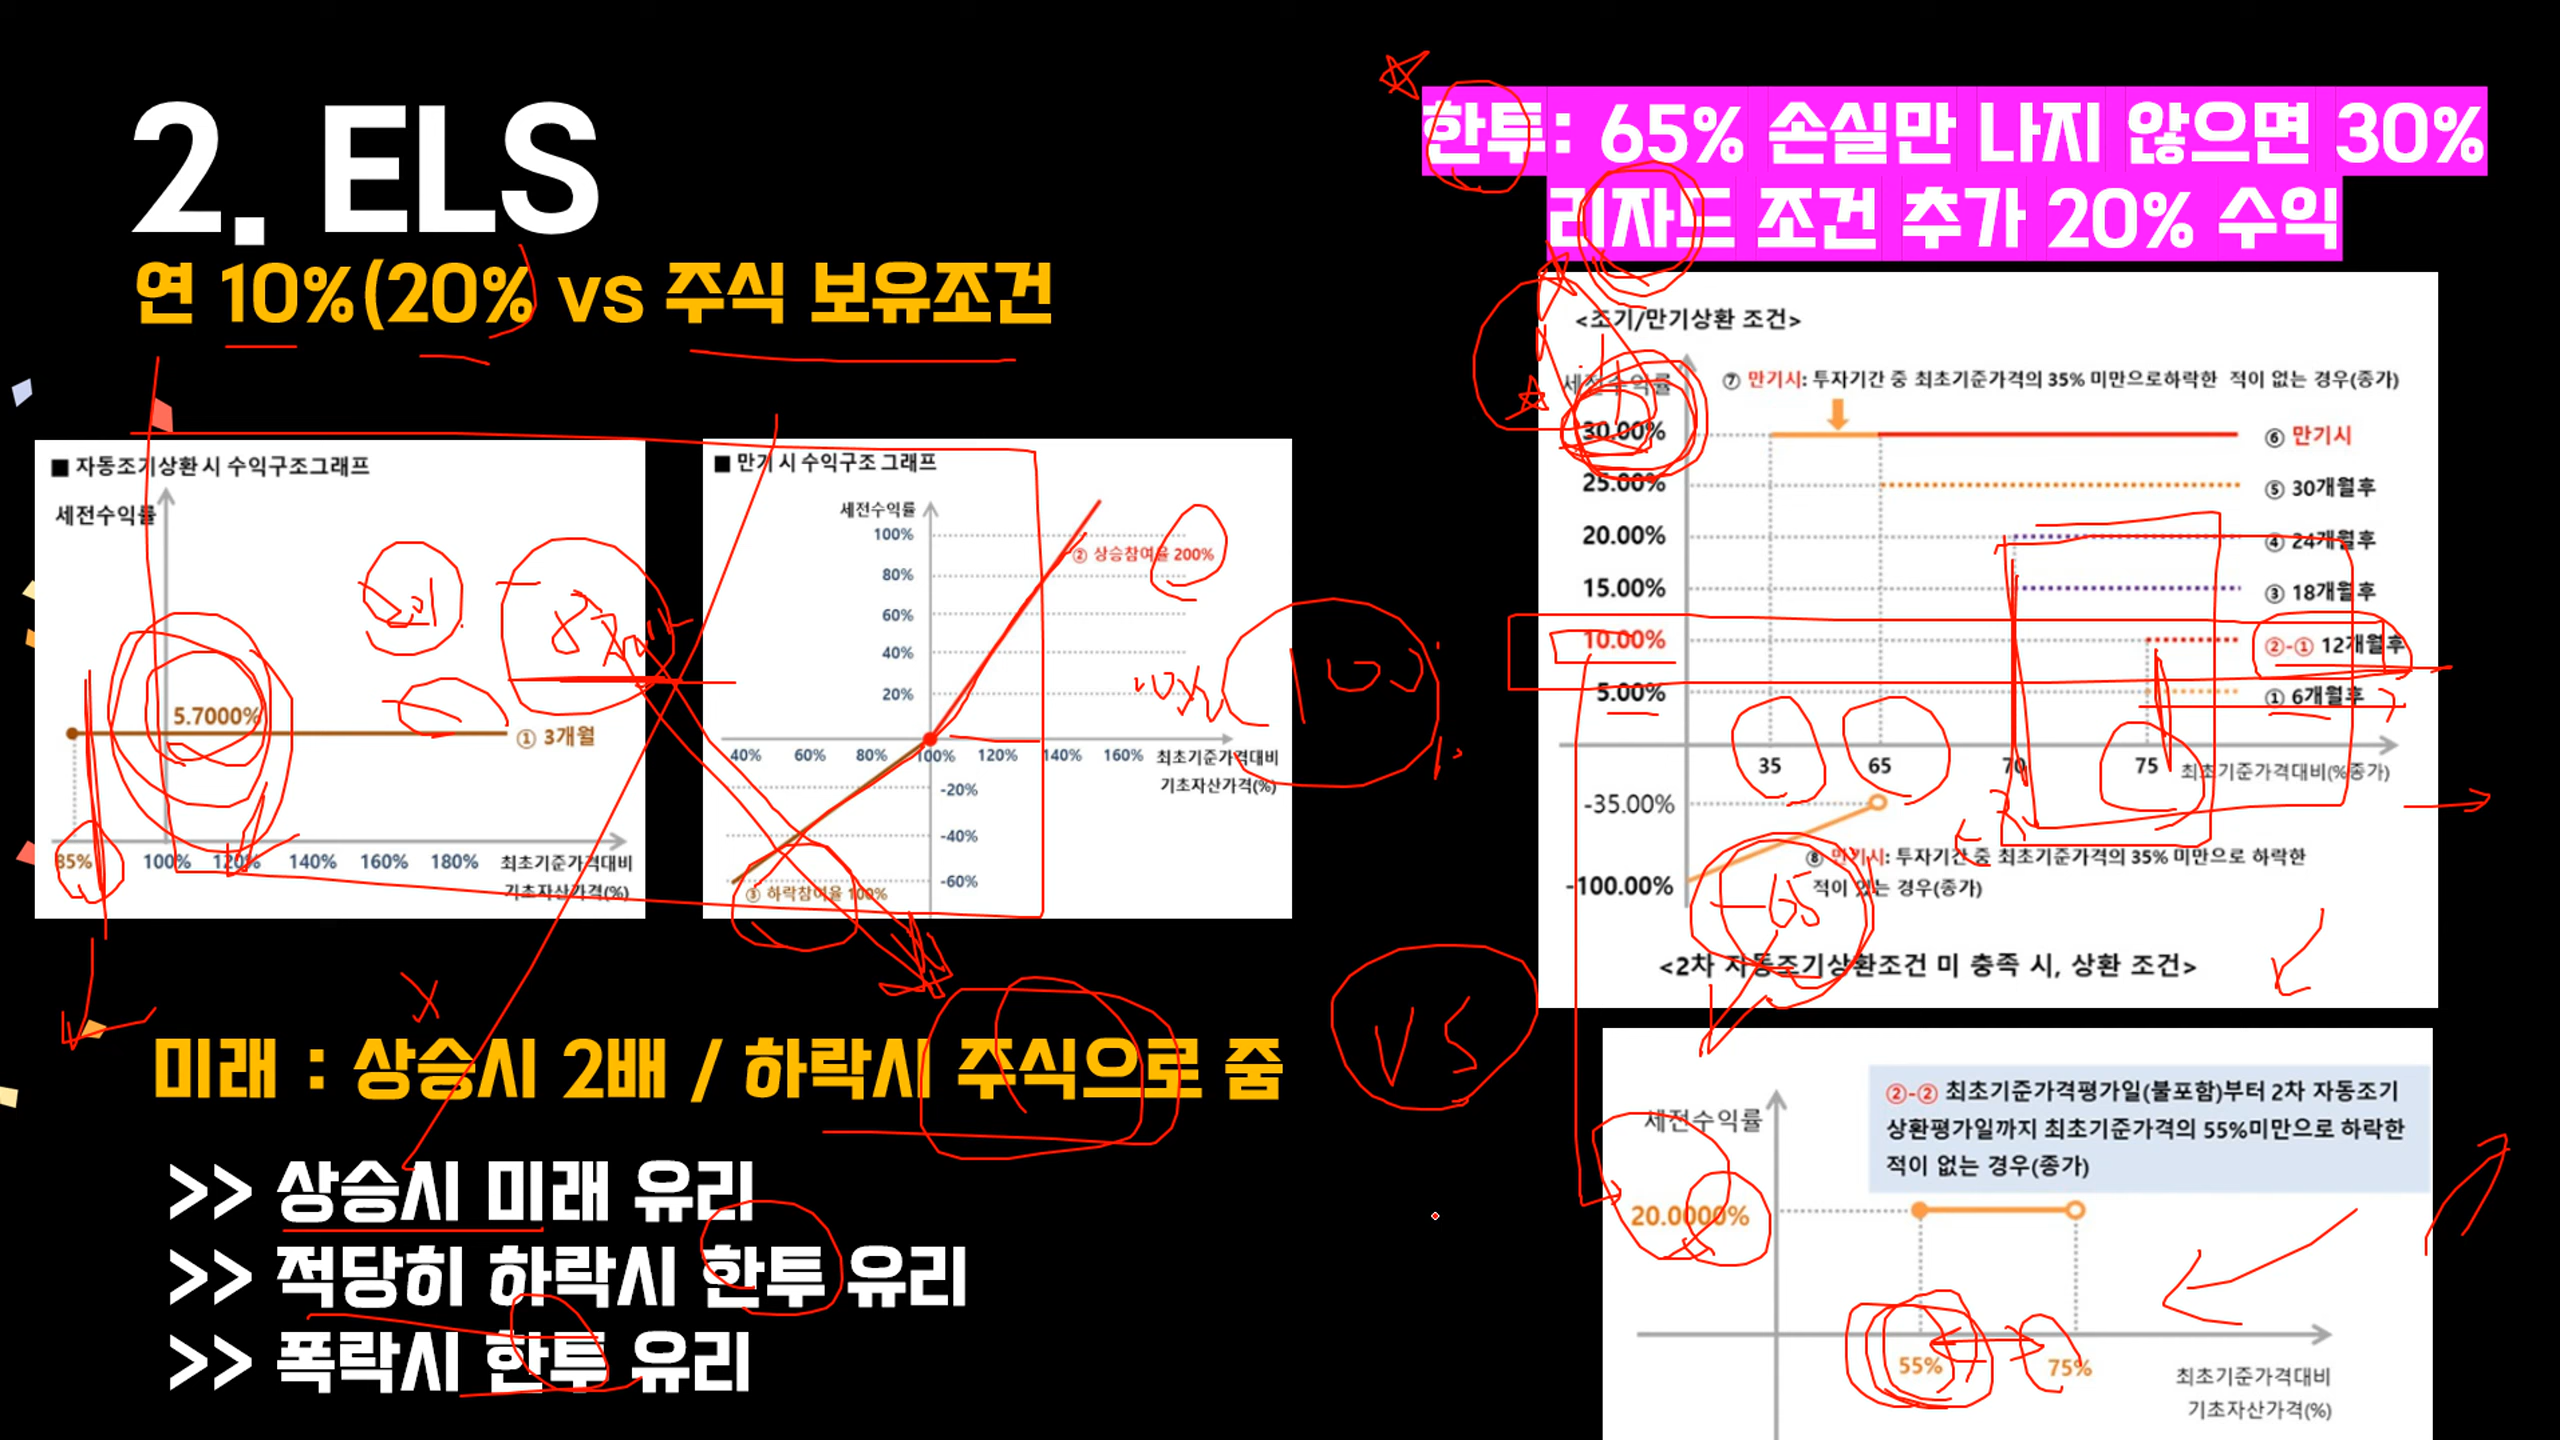 2. ELS
연 10%(20%) vs 주식 보유조건
한투: 65% 손실만 나지 않으면 30%
리자드 조건 추가 20% 수익
■ 자동조기상환 시 수익구조그래프
세전수익률
5.7000%
① 3개월
85% 100% 120% 140% 160% 180% 최초기준가격대비
기초자산가격(%)
■ 만기 시 수익구조 그래프
세전수익률
100%
② 상승참여율 200%
80%
60%
40%
20%
40% 60% 80% 100% 120% 140% 160% 최초기준가격대비
기초자산가격(%)
-20%
-40%
-60%
③ 하락참여율 100%
100%
미래 : 상승시 2배 / 하락시 주식으로 줌
>> 상승시 미래 유리
>> 적당히 하락시 한투 유리
>> 폭락시 한투 유리
VS
<조기/만기상환 조건>
세전수익률
⑦ 만기시: 투자기간 중 최초기준가격의 35% 미만으로하락한 적이 없는 경우(종가)
30.00% ⑥ 만기시
25.00% ⑤ 30개월후
20.00% ④ 24개월후
15.00% ③ 18개월후
10.00% ②-① 12개월후
5.00% ① 6개월후
35 65 70 75 최초기준가격대비(%종가)
-35.00%
⑧ 만기시: 투자기간 중 최초기준가격의 35% 미만으로 하락한
적이 있는 경우(종가)
-100.00%
-65
<2차 자동조기상환조건 미 충족 시, 상환 조건>
세전수익률
②-② 최초기준가격평가일(불포함)부터 2차 자동조기
상환평가일까지 최초기준가격의 55%미만으로 하락한
적이 없는 경우(종가)
20.0000%
55% 75%
최초기준가격대비
기초자산가격(%)